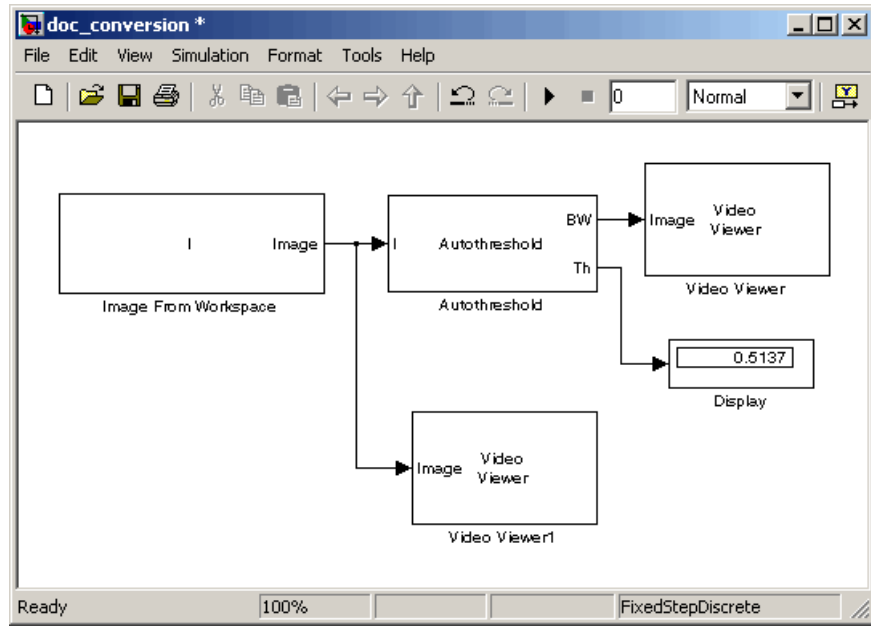 doc_conversion *
File Edit View Simulation Format Tools Help
0 Normal Y
I Image
Image From Workspace
I Autothreshold BW Th
Autothreshold
Image Video Viewer
Video Viewer
0.5137
Display
Image Video Viewer
Video Viewer1
Ready 100% FixedStepDiscrete